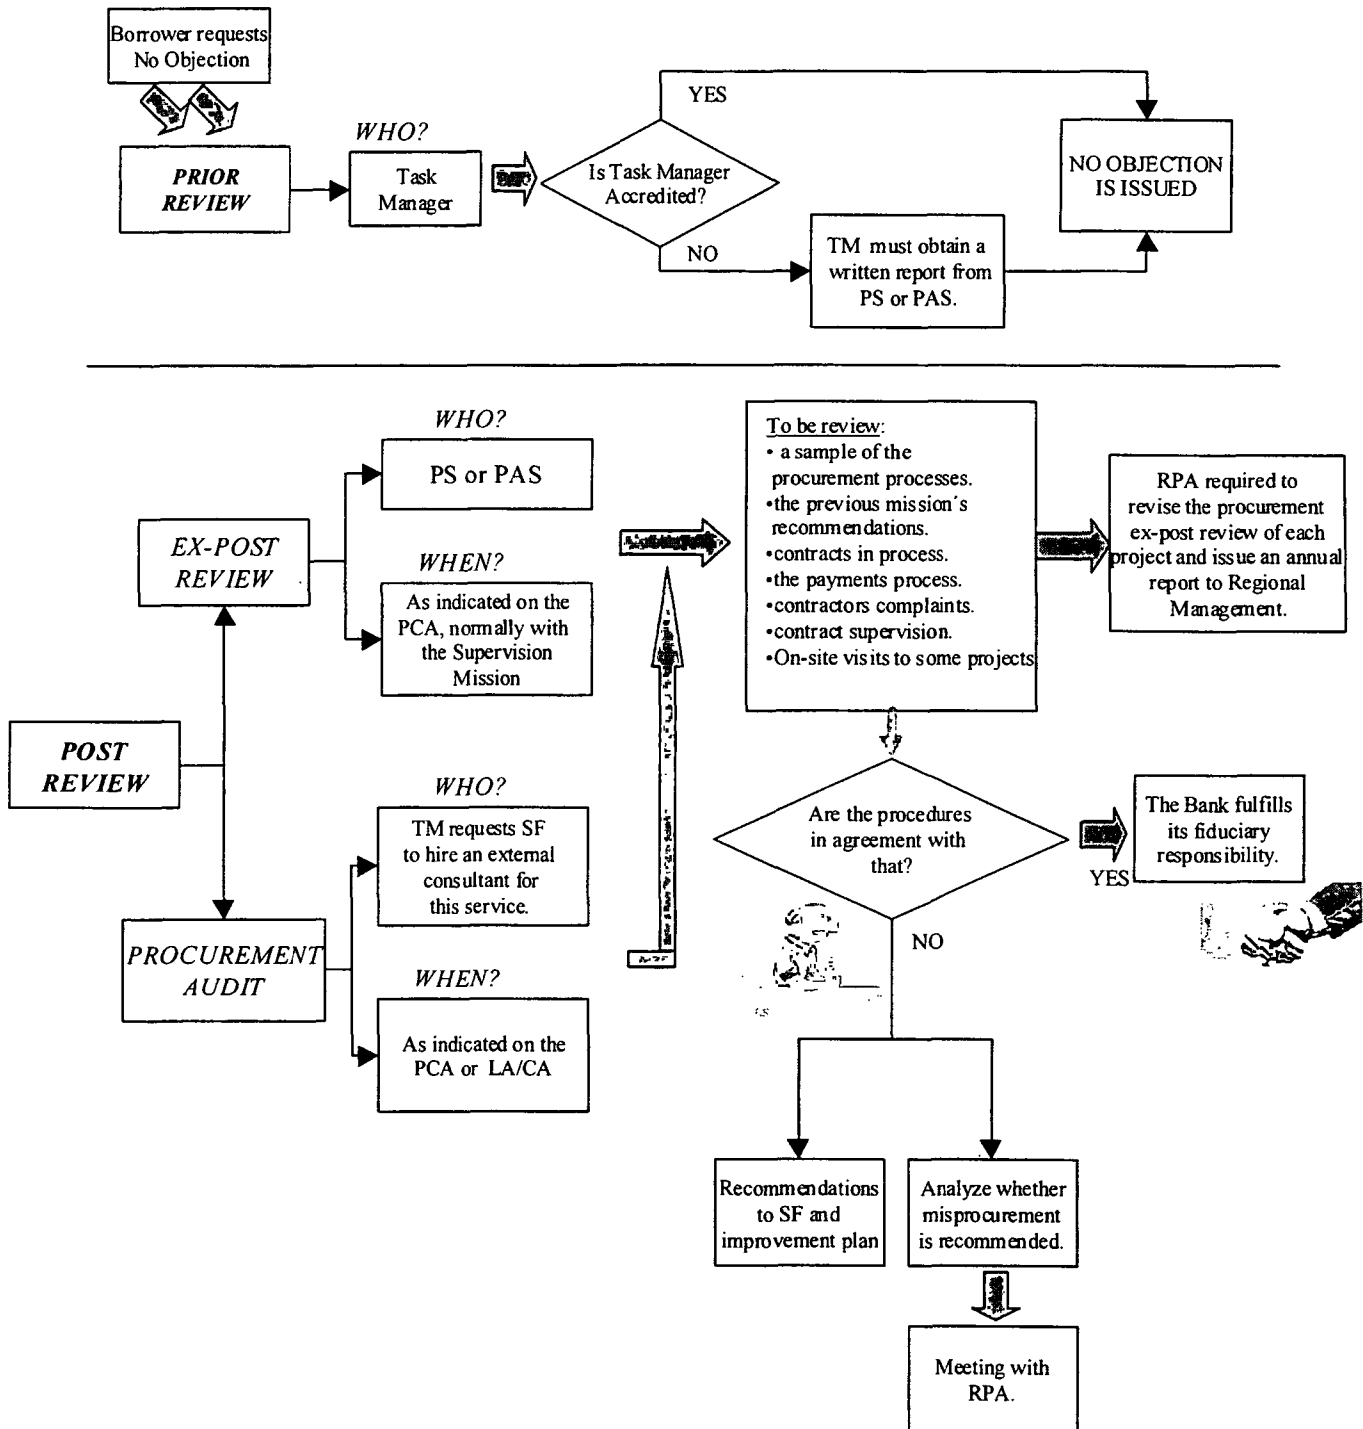 Borrower requests
No Objection
WHO?
PRIOR
REVIEW
Task
Manager
Is Task Manager
Accredited?
YES
NO
TM must obtain a
written report from
PS or PAS.
NO OBJECTION
IS ISSUED
POST
REVIEW
EX-POST
REVIEW
WHO?
PS or PAS
WHEN?
As indicated on the
PCA, normally with
the Supervision
Mission
PROCUREMENT
AUDIT
WHO?
TM requests SF
to hire an external
consultant for
this service.
WHEN?
As indicated on the
PCA or LA/CA
To be review:
• a sample of the
procurement processes.
•the previous mission´s
recommendations.
•contracts in process.
•the payments process.
•contractors complaints.
•contract supervision.
•On-site visits to some projects
RPA required to
revise the procurement
ex-post review of each
project and issue an annual
report to Regional
Management.
Are the procedures
in agreement with
that?
YES
The Bank fulfills
its fiduciary
responsibility.
NO
Recommendations
to SF and
improvement plan
Analyze whether
misprocurement
is recommended.
Meeting with
RPA.